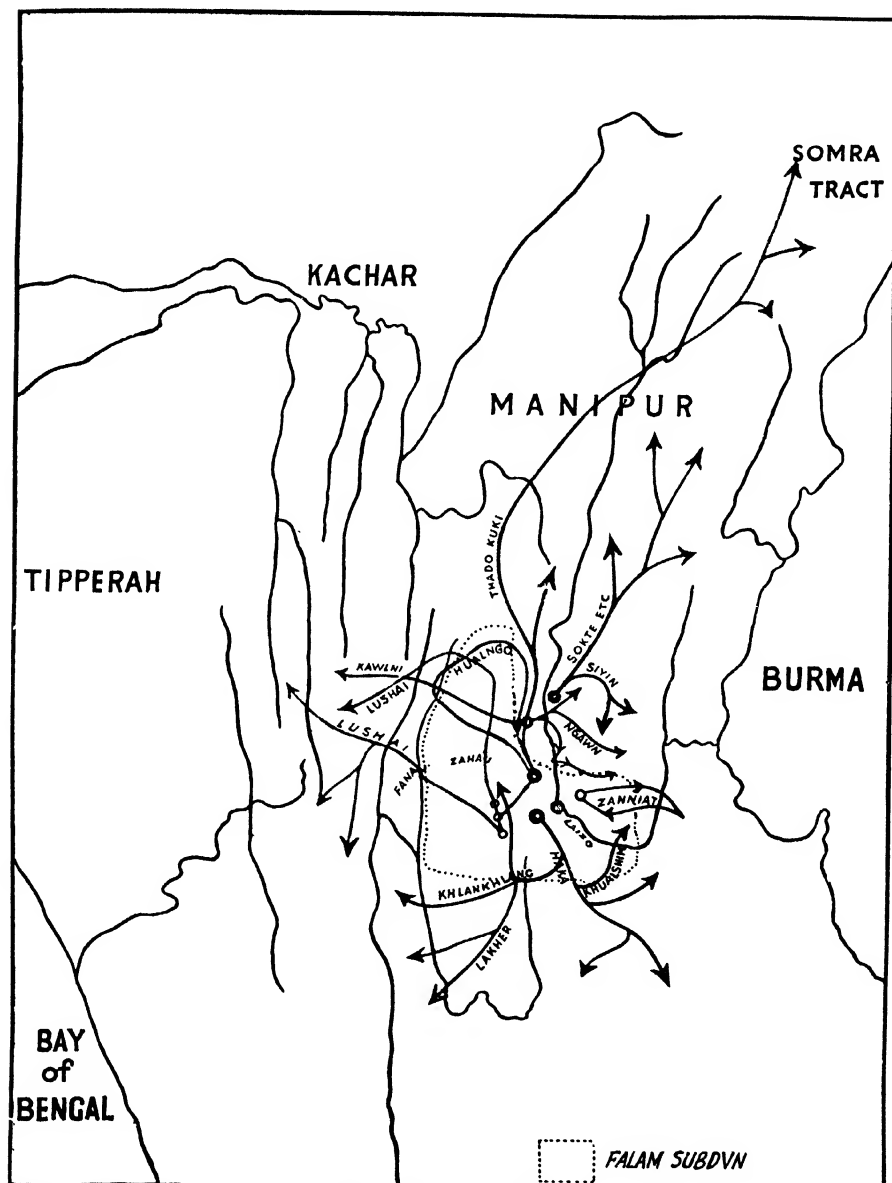 SOMRA
TRACT
KACHAR
MANIPUR
THADO KUKI
TIPPERAH
SOKTE ETC
HUALNGO
SIYIN
KAWLNI
LUSHAI
BURMA
LUSHAI
NGAWN
ZAHAU
FANAI
ZANNIAT
LAIZO
HAKA
KHUALSHIM
KHLANKHLANG
LAKHER
BAY
of
BENGAL
FALAM SUBDVN